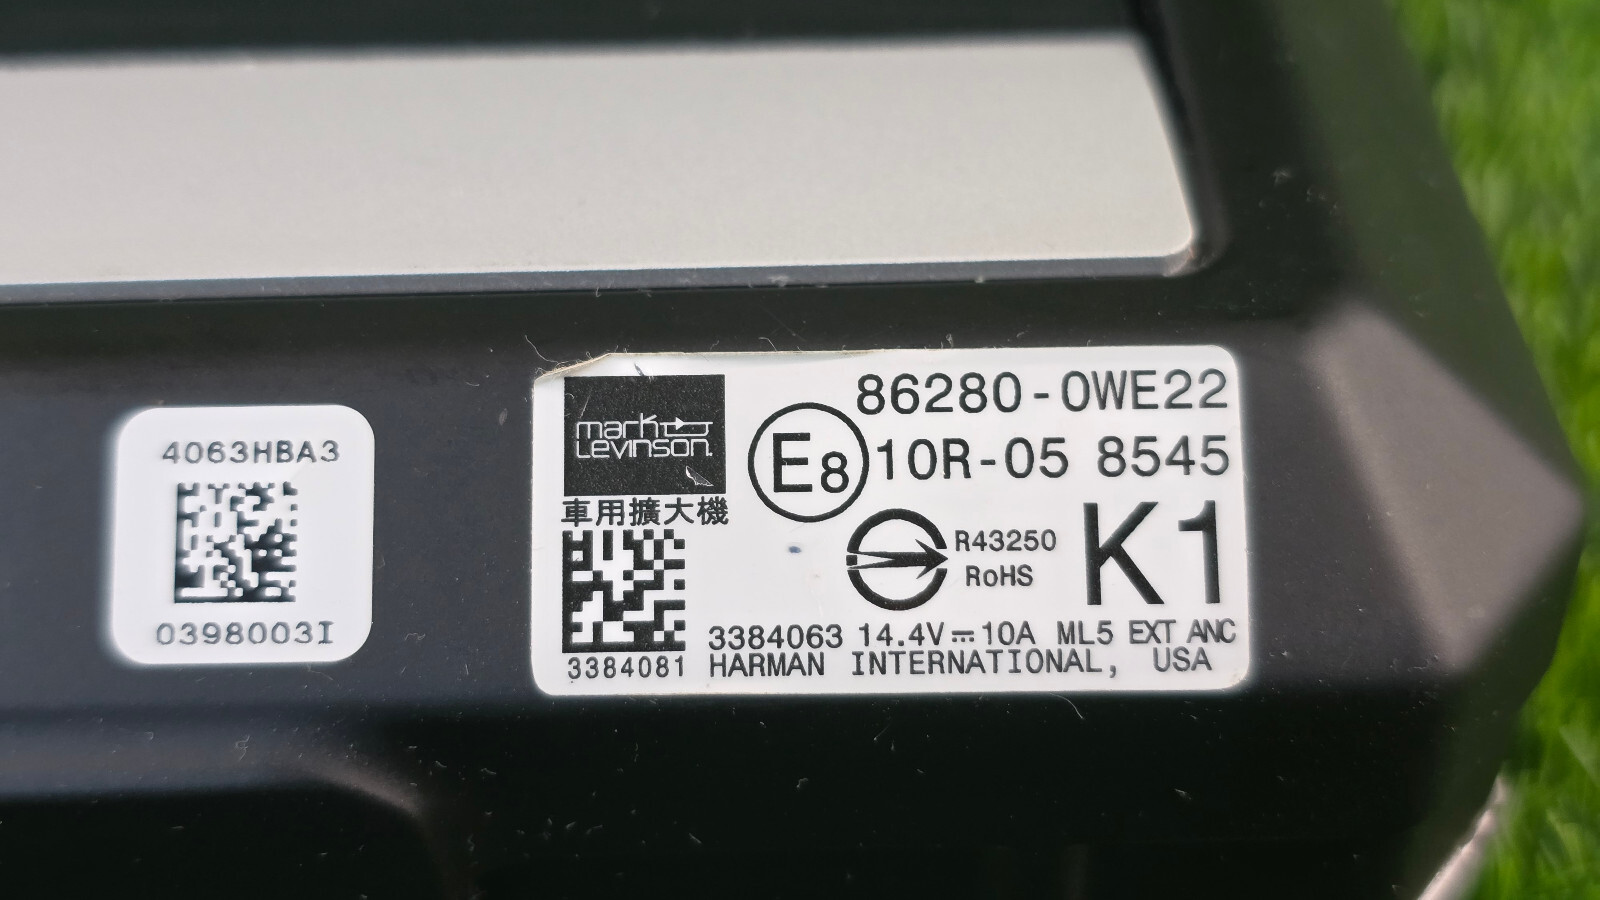 4063HBA3
0398003I
mark
Levinson.
車用擴大機
3384081
86280-0WE22
E8 10R-05 8545
R43250
RoHS
K1
3384063 14.4V⎓10A ML5 EXT ANC
HARMAN INTERNATIONAL, USA